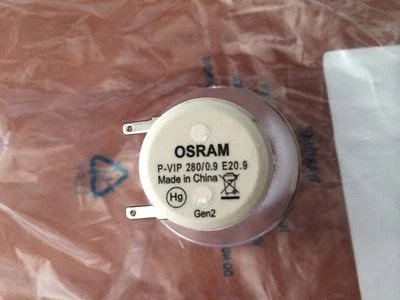 OSRAM
P-VIP 280/0.9 E20.9
Made in China
Hg
Gen2